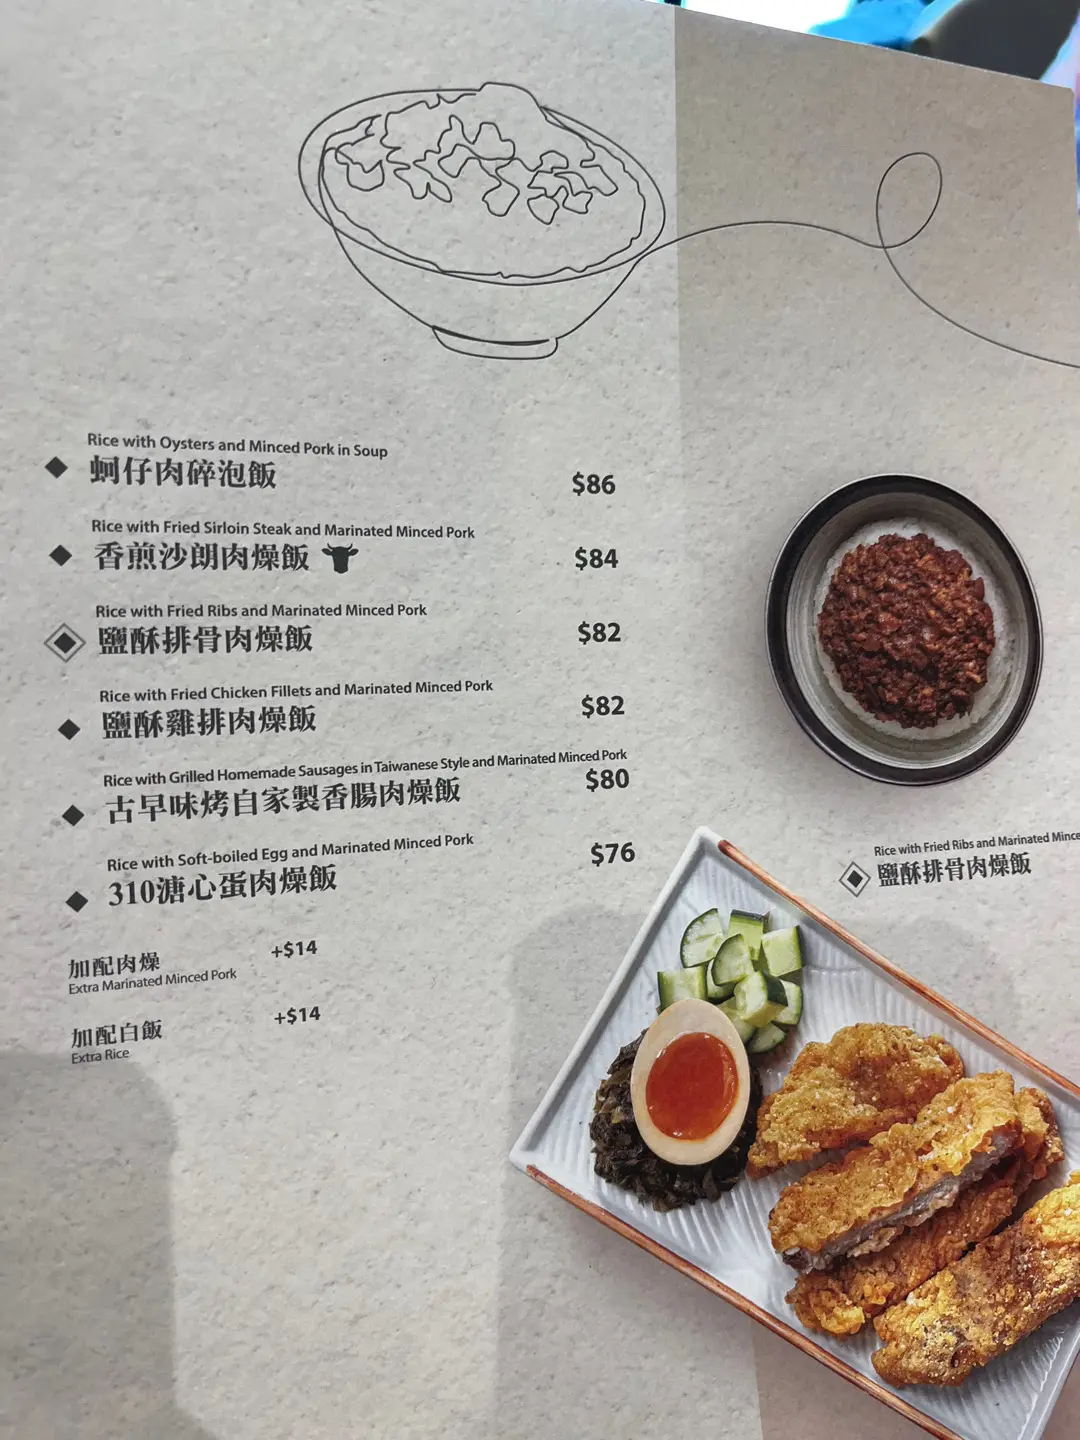 Rice with Oysters and Minced Pork in Soup
蚵仔肉碎泡飯
$86
Rice with Fried Sirloin Steak and Marinated Minced Pork
香煎沙朗肉燥飯
$84
Rice with Fried Ribs and Marinated Minced Pork
鹽酥排骨肉燥飯
$82
Rice with Fried Chicken Fillets and Marinated Minced Pork
鹽酥雞排肉燥飯
$82
Rice with Grilled Homemade Sausages in Taiwanese Style and Marinated Minced Pork
古早味烤自家製香腸肉燥飯
$80
Rice with Soft-boiled Egg and Marinated Minced Pork
310溏心蛋肉燥飯
$76
加配肉燥
+$14
Extra Marinated Minced Pork
加配白飯
+$14
Extra Rice
Rice with Fried Ribs and Marinated Mince
鹽酥排骨肉燥飯